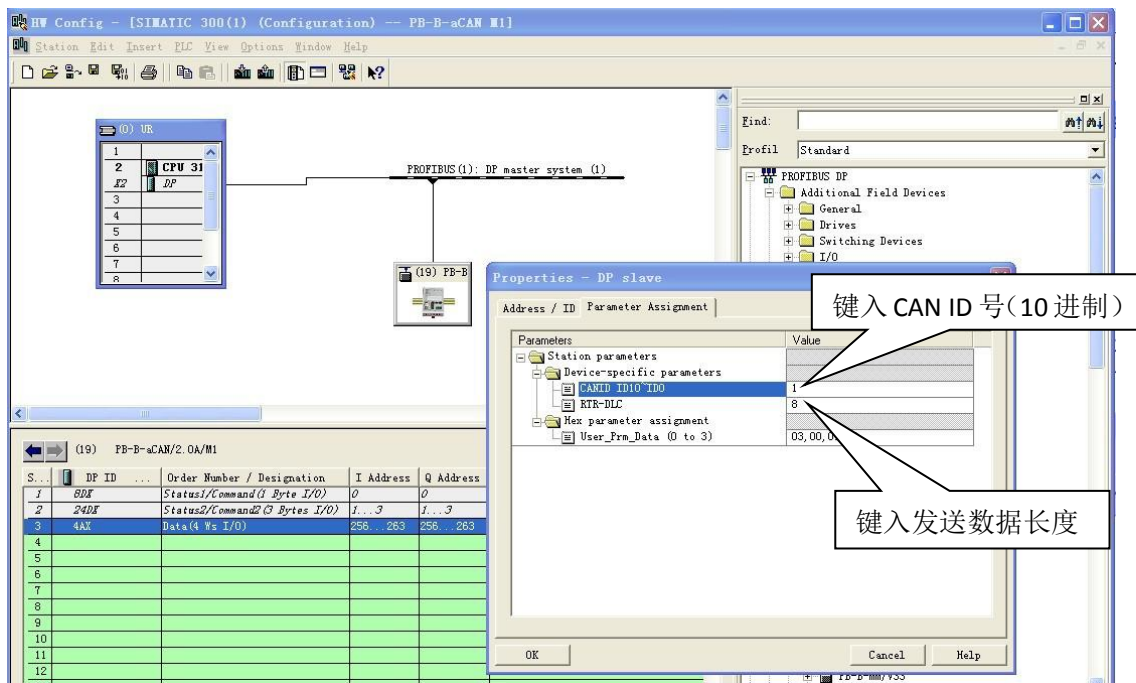 HW Config - [SIMATIC 300(1) (Configuration) -- PB-B-aCAN M1]
Station Edit Insert PLC View Options Window Help
(0) UR
1
2 CPU 31
X2 DP
3
4
5
6
7
8
PROFIBUS(1): DP master system (1)
(19) PB-B
Find:
Profil Standard
PROFIBUS DP
Additional Field Devices
General
Drives
Switching Devices
I/O
Properties - DP slave
Address / ID Parameter Assignment
Parameters Value
Station parameters
Device-specific parameters
CANID ID10~ID0 1
RTR-DLC 8
Hex parameter assignment
User_Prm_Data (0 to 3) 03,00,0
OK Cancel Help
键入 CAN ID 号（10 进制）
键入发送数据长度
(19) PB-B-aCAN/2.0A/M1
S... DP ID ... Order Number / Designation I Address Q Address
1 8DX Status1/Command(1 Byte I/O) 0 0
2 24DX Status2/Command2(3 Bytes I/O) 1...3 1...3
3 4AX Data(4 Ws I/O) 256...263 256...263
4
5
6
7
8
9
10
11
12
PB-B-MM/V33